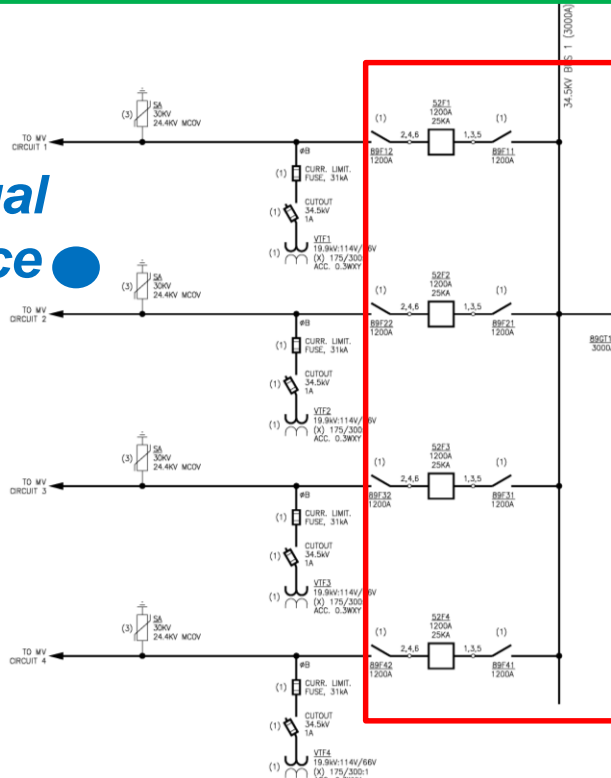 34.5KV BUS 1 (3000A)
(3)
SA
30KV
24.4KV MCOV
TO MV
CIRCUIT 1
øB
(1)
CURR. LIMIT.
FUSE, 31kA
(1)
CUTOUT
34.5kV
1A
(1)
VTF1
19.9kV:114V/66V
(X) 175/300
ACC. 0.3WXY
(1)
89F12
1200A
2,4,6
52F1
1200A
25KA
1,3,5
(1)
89F11
1200A
(3)
SA
30KV
24.4KV MCOV
TO MV
CIRCUIT 2
øB
(1)
CURR. LIMIT.
FUSE, 31kA
(1)
CUTOUT
34.5kV
1A
(1)
VTF2
19.9kV:114V/66V
(X) 175/300
ACC. 0.3WXY
(1)
89F22
1200A
2,4,6
52F2
1200A
25KA
1,3,5
(1)
89F21
1200A
89GT1
3000
(3)
SA
30KV
24.4KV MCOV
TO MV
CIRCUIT 3
øB
(1)
CURR. LIMIT.
FUSE, 31kA
(1)
CUTOUT
34.5kV
1A
(1)
VTF3
19.9kV:114V/66V
(X) 175/300
ACC. 0.3WXY
(1)
89F32
1200A
2,4,6
52F3
1200A
25KA
1,3,5
(1)
89F31
1200A
(3)
SA
30KV
24.4KV MCOV
TO MV
CIRCUIT 4
øB
(1)
CURR. LIMIT.
FUSE, 31kA
(1)
CUTOUT
34.5kV
1A
(1)
VTF4
19.9kV:114V/66V
(X) 175/300:1
(1)
89F42
1200A
2,4,6
52F4
1200A
25KA
1,3,5
(1)
89F41
1200A